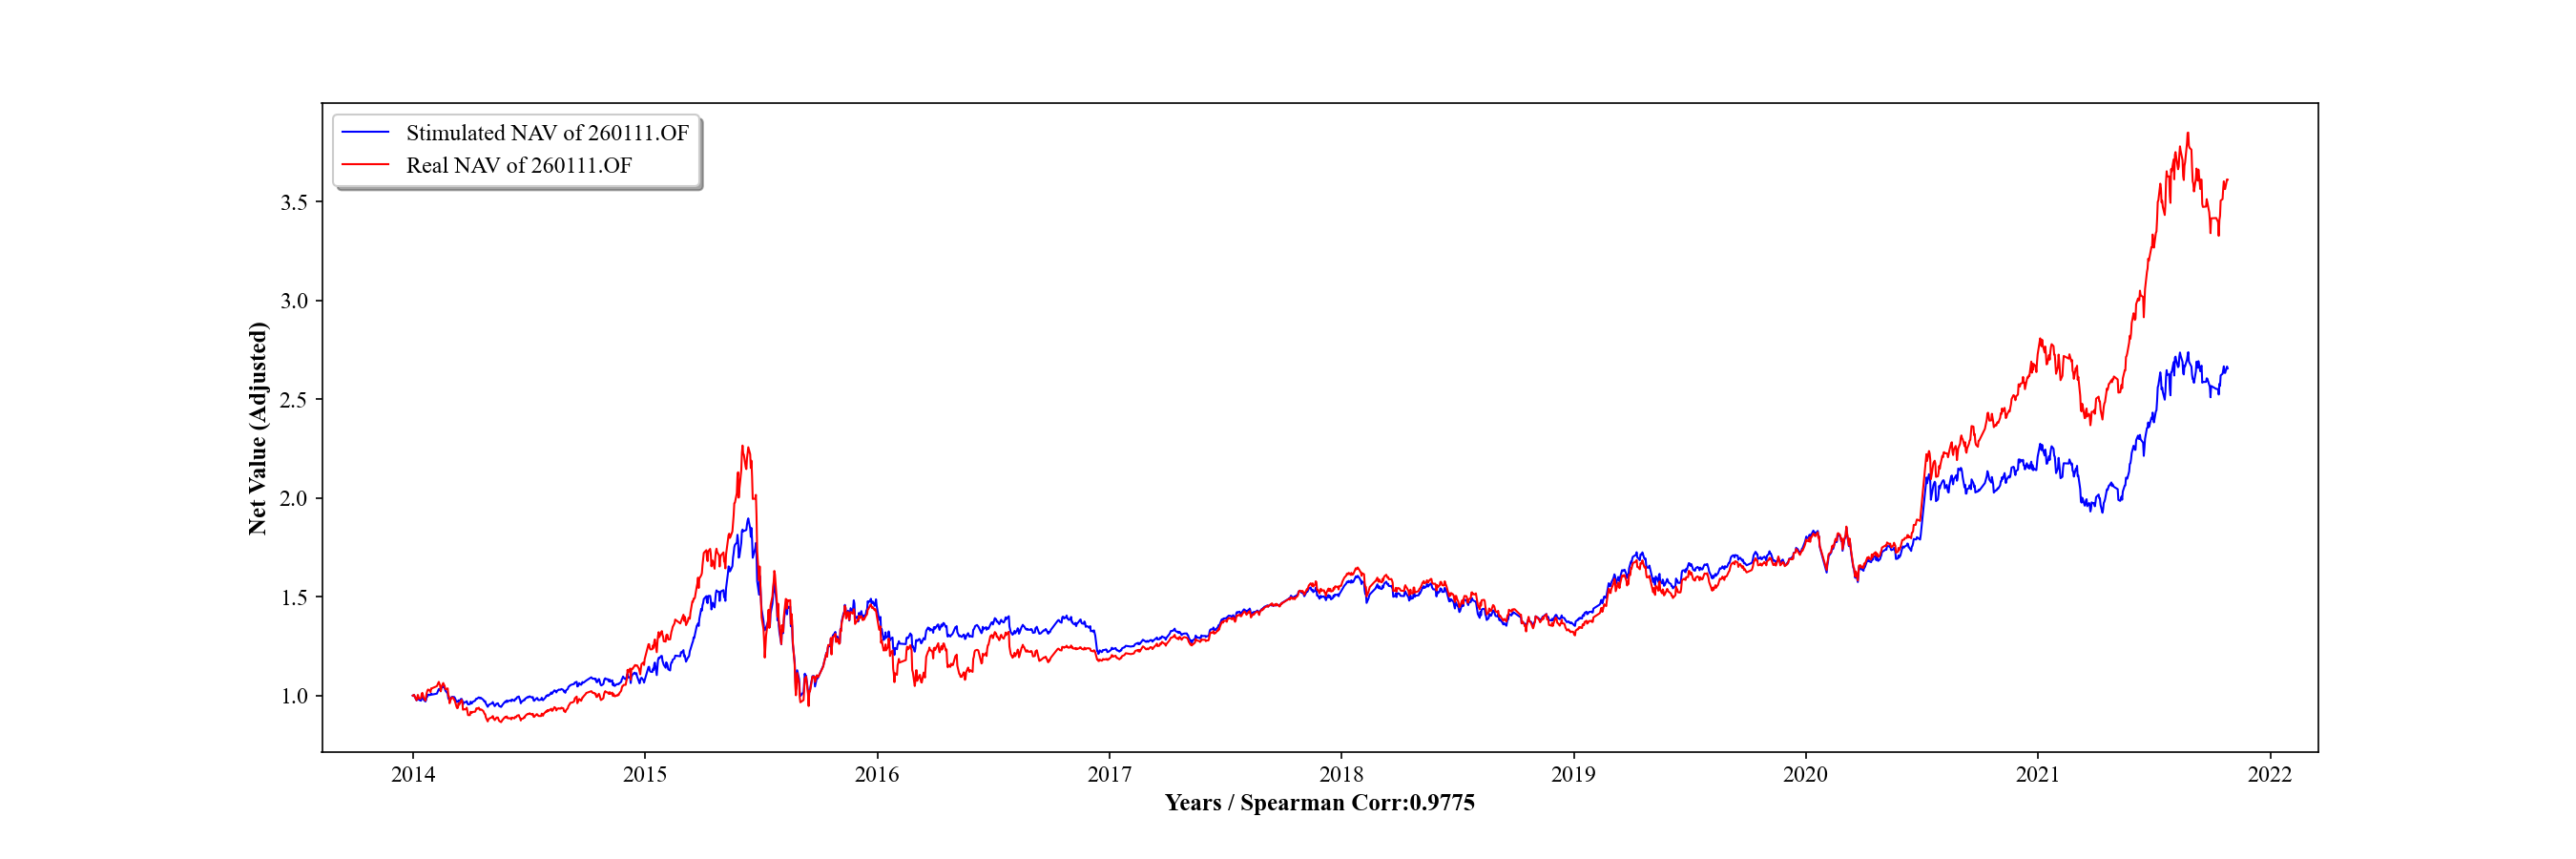 Stimulated NAV of 260111.OF
Real NAV of 260111.OF
3.5
3.0
2.5
2.0
1.5
1.0
Net Value (Adjusted)
2014 2015 2016 2017 2018 2019 2020 2021 2022
Years / Spearman Corr:0.9775